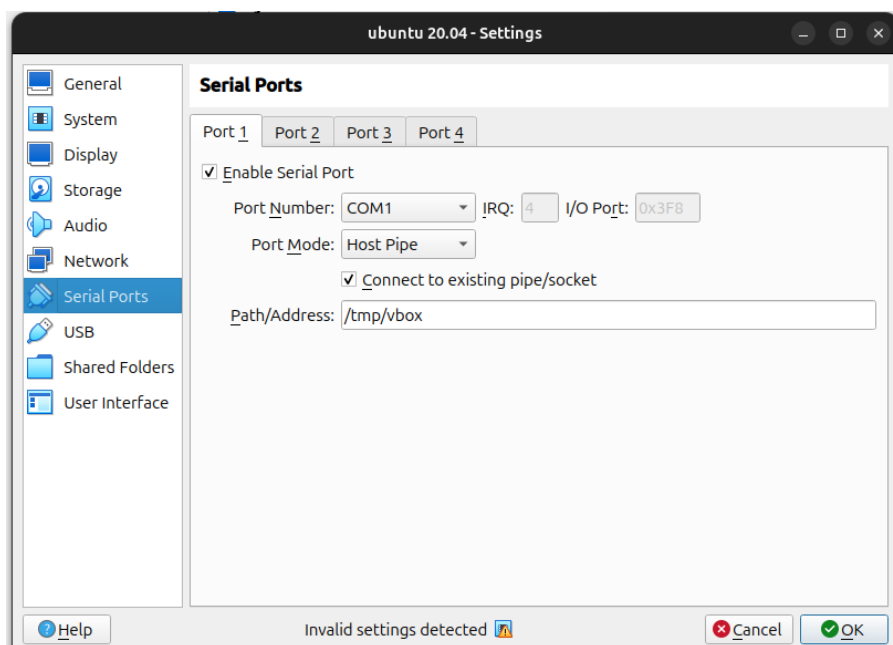 ubuntu 20.04 - Settings
General
System
Display
Storage
Audio
Network
Serial Ports
USB
Shared Folders
User Interface
Serial Ports
Port 1 Port 2 Port 3 Port 4
Enable Serial Port
Port Number: COM1 IRQ: 4 I/O Port: 0x3F8
Port Mode: Host Pipe
Connect to existing pipe/socket
Path/Address: /tmp/vbox
Help Invalid settings detected Cancel OK